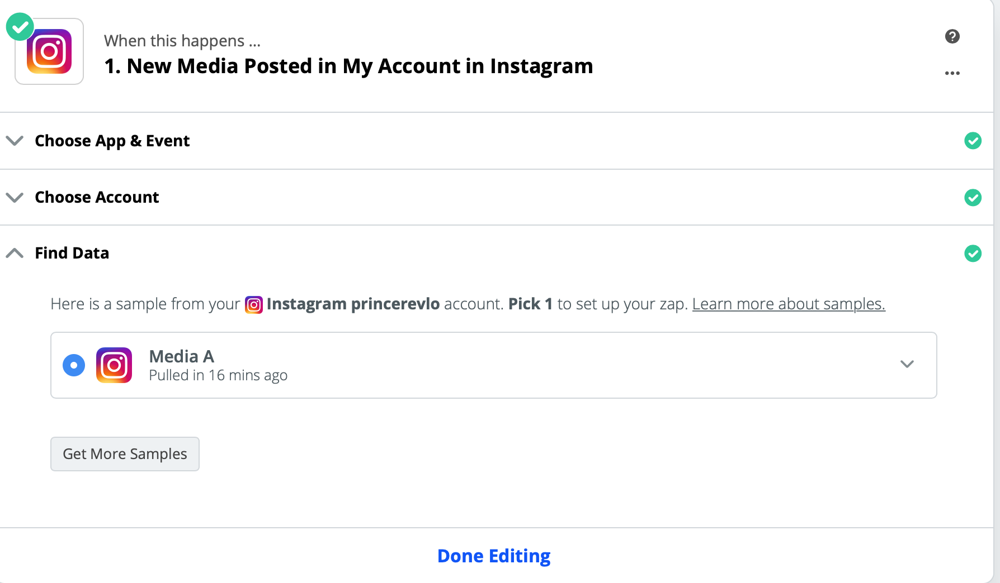 When this happens ...
1. New Media Posted in My Account in Instagram
Choose App & Event
Choose Account
Find Data
Here is a sample from your Instagram princerevlo account. Pick 1 to set up your zap. Learn more about samples.
Media A
Pulled in 16 mins ago
Get More Samples
Done Editing